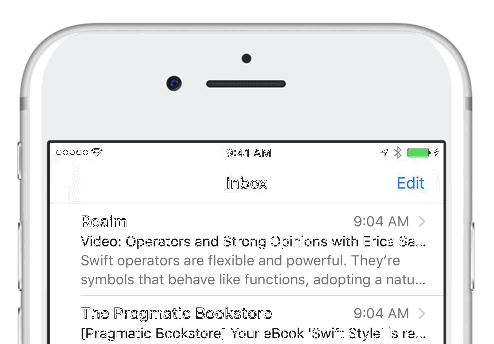 9:41 AM
Inbox
Edit
Realm
9:04 AM
Video: Operators and Strong Opinions with Erica Sa...
Swift operators are flexible and powerful. They're
symbols that behave like functions, adopting a natu...
The Pragmatic Bookstore
9:04 AM
[Pragmatic Bookstore] Your eBook 'Swift Style' is re...